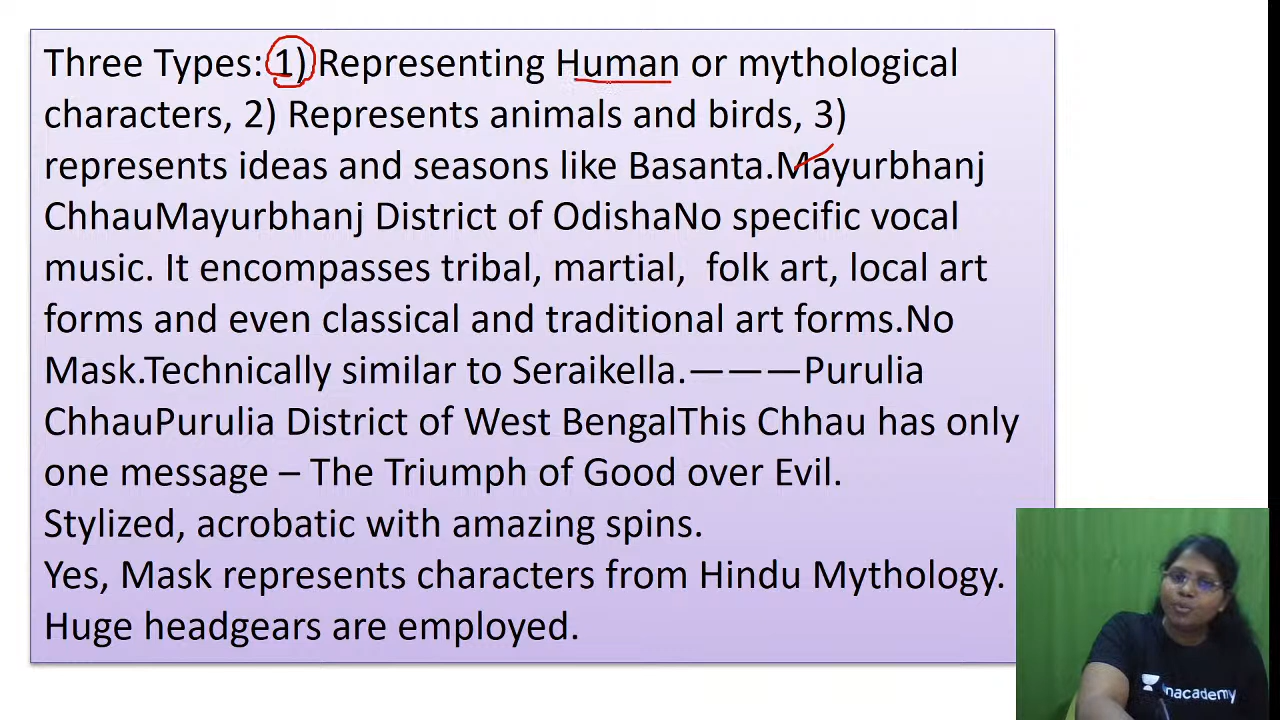 Three Types: 1) Representing Human or mythological
characters, 2) Represents animals and birds, 3)
represents ideas and seasons like Basanta.Mayurbhanj
ChhauMayurbhanj District of OdishaNo specific vocal
music. It encompasses tribal, martial,  folk art, local art
forms and even classical and traditional art forms.No
Mask.Technically similar to Seraikella.———Purulia
ChhauPurulia District of West BengalThis Chhau has only
one message – The Triumph of Good over Evil.
Stylized, acrobatic with amazing spins.
Yes, Mask represents characters from Hindu Mythology.
Huge headgears are employed.
unacademy